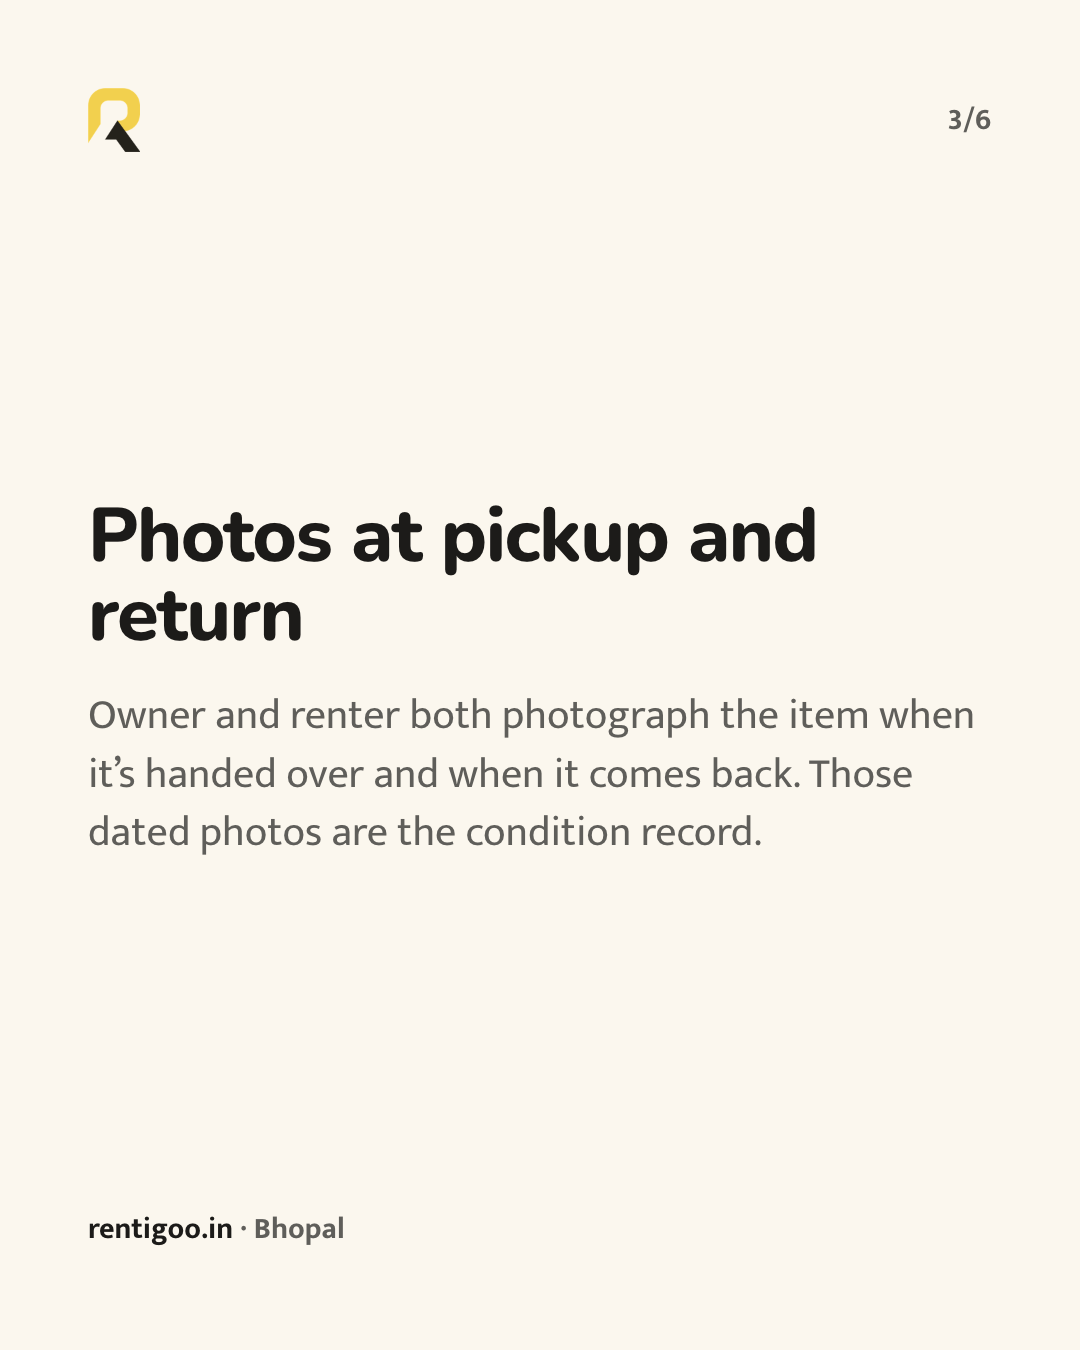 3/6
Photos at pickup and
return
Owner and renter both photograph the item when
it’s handed over and when it comes back. Those
dated photos are the condition record.
rentigoo.in · Bhopal